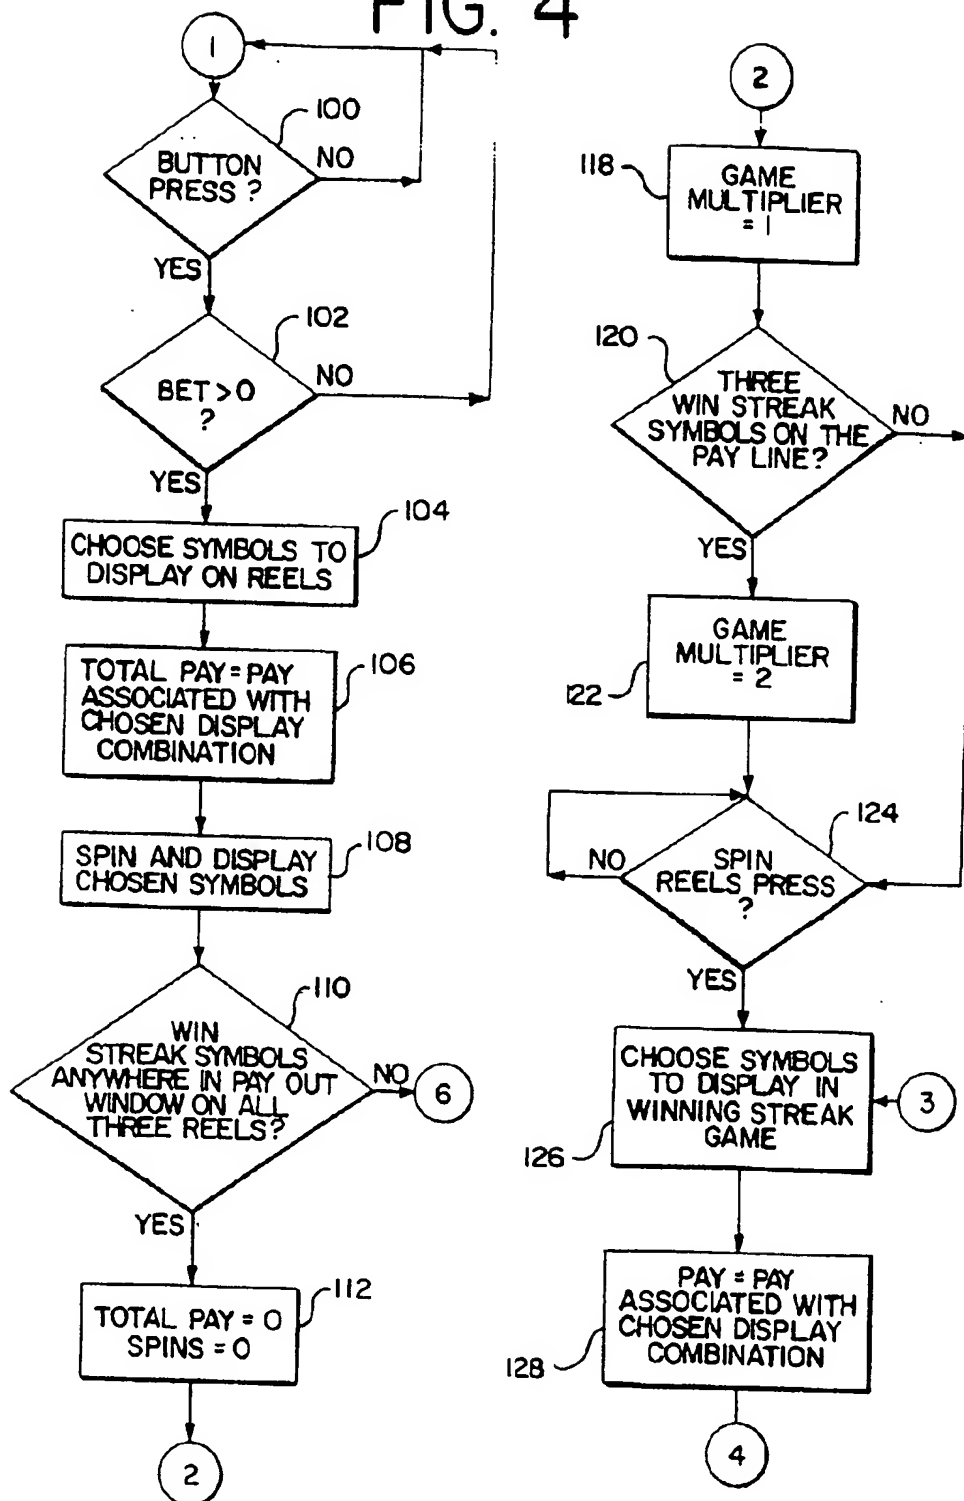 FIG. 4
1
100
BUTTON
PRESS ?
NO
YES
102
BET > 0
?
NO
YES
104
CHOOSE SYMBOLS TO
DISPLAY ON REELS
106
TOTAL PAY = PAY
ASSOCIATED WITH
CHOSEN DISPLAY
COMBINATION
108
SPIN AND DISPLAY
CHOSEN SYMBOLS
110
WIN
STREAK SYMBOLS
ANYWHERE IN PAY OUT
WINDOW ON ALL
THREE REELS?
NO
6
YES
112
TOTAL PAY = 0
SPINS = 0
2
2
118
GAME
MULTIPLIER
= 1
120
THREE
WIN STREAK
SYMBOLS ON THE
PAY LINE?
NO
YES
GAME
MULTIPLIER
= 2
122
124
NO
SPIN
REELS PRESS
?
YES
CHOOSE SYMBOLS
TO DISPLAY IN
WINNING STREAK
GAME
3
126
PAY = PAY
ASSOCIATED WITH
CHOSEN DISPLAY
COMBINATION
128
4